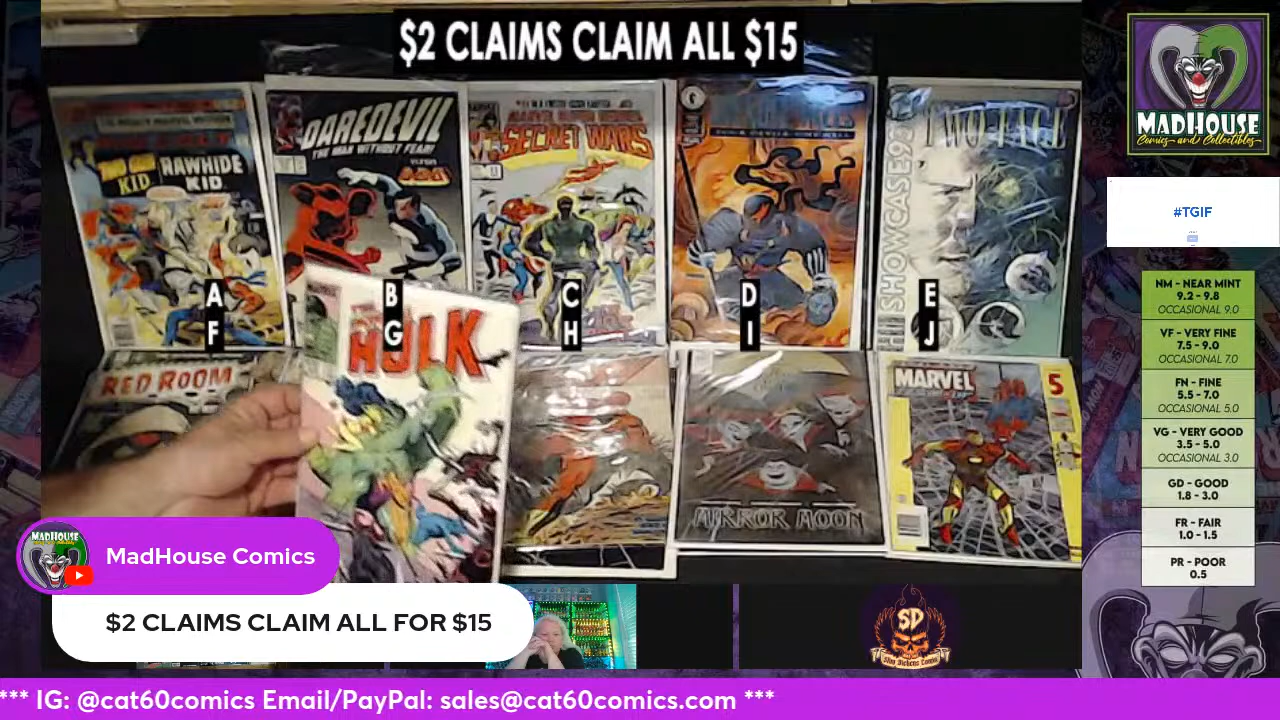 $2 CLAIMS CLAIM ALL $15
TWO GUN
KID
RAWHIDE
KID
DAREDEVIL
THE MAN WITHOUT FEAR!
SECRET WARS
TWO FACE
SHOWCASE 93
A
F
B
G
C
H
D
I
E
J
HULK
RED ROOM
MIRROR MOON
MARVEL
5
MADHOUSE
Comics and Collectibles
#TGIF
NM - NEAR MINT
9.2 - 9.8
OCCASIONAL 9.0
VF - VERY FINE
7.5 - 9.0
OCCASIONAL 7.0
FN - FINE
5.5 - 7.0
OCCASIONAL 5.0
VG - VERY GOOD
3.5 - 5.0
OCCASIONAL 3.0
GD - GOOD
1.8 - 3.0
FR - FAIR
1.0 - 1.5
PR - POOR
0.5
MADHOUSE
MadHouse Comics
$2 CLAIMS CLAIM ALL FOR $15
SD
*** IG: @cat60comics Email/PayPal: sales@cat60comics.com ***